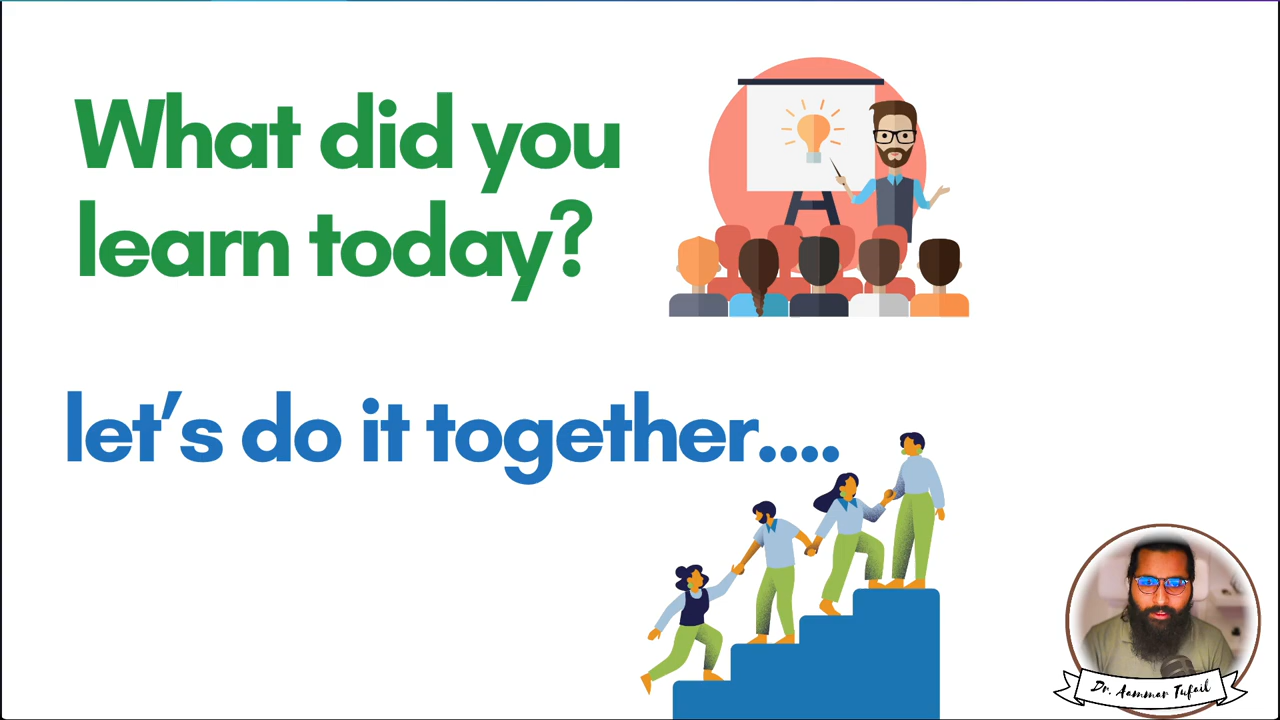 What did you
learn today?
let's do it together....
Dr. Aammar Tufail